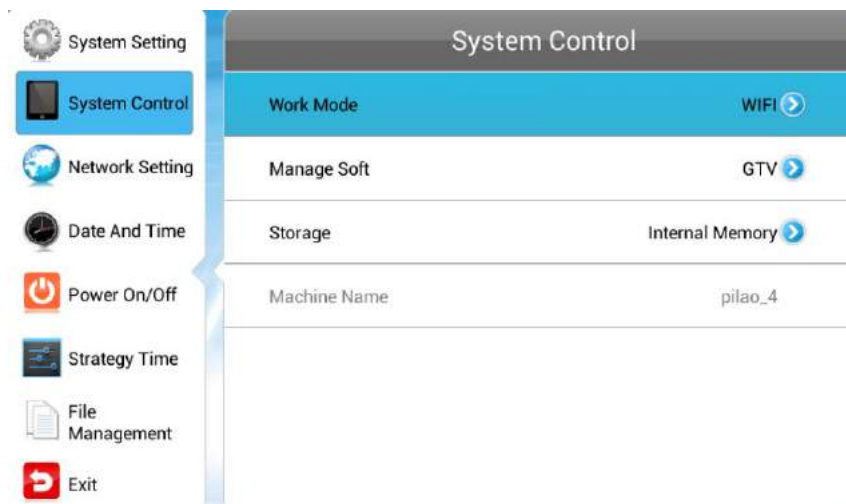 System Setting
System Control
Network Setting
Date And Time
Power On/Off
Strategy Time
File
Management
Exit
System Control
Work Mode WIFI
Manage Soft GTV
Storage Internal Memory
Machine Name pilao_4